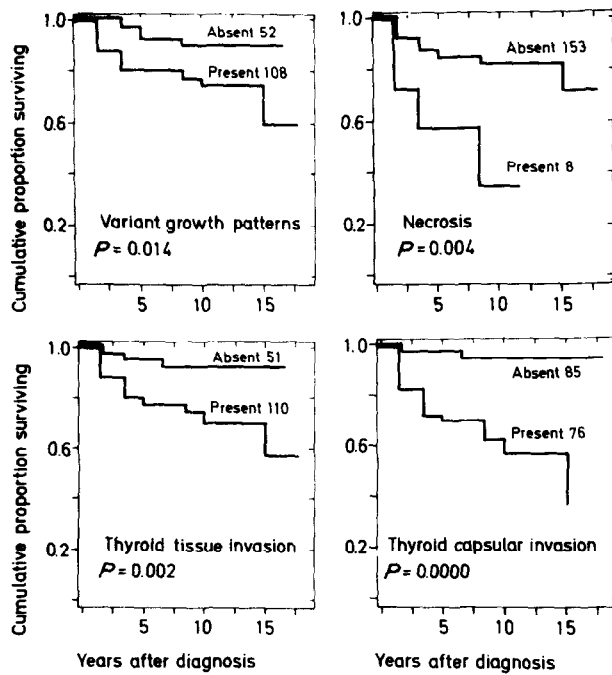 Cumulative proportion surviving
1.0
0.6
0.2
Absent 52
Present 108
Variant growth patterns
P = 0.014
5 10 15
1.0
0.6
0.2
Absent 153
Present 8
Necrosis
P = 0.004
5 10 15
Cumulative proportion surviving
1.0
0.6
0.2
Absent 51
Present 110
Thyroid tissue invasion
P = 0.002
5 10 15
Years after diagnosis
1.0
0.6
0.2
Absent 85
Present 76
Thyroid capsular invasion
P = 0.0000
5 10 15
Years after diagnosis